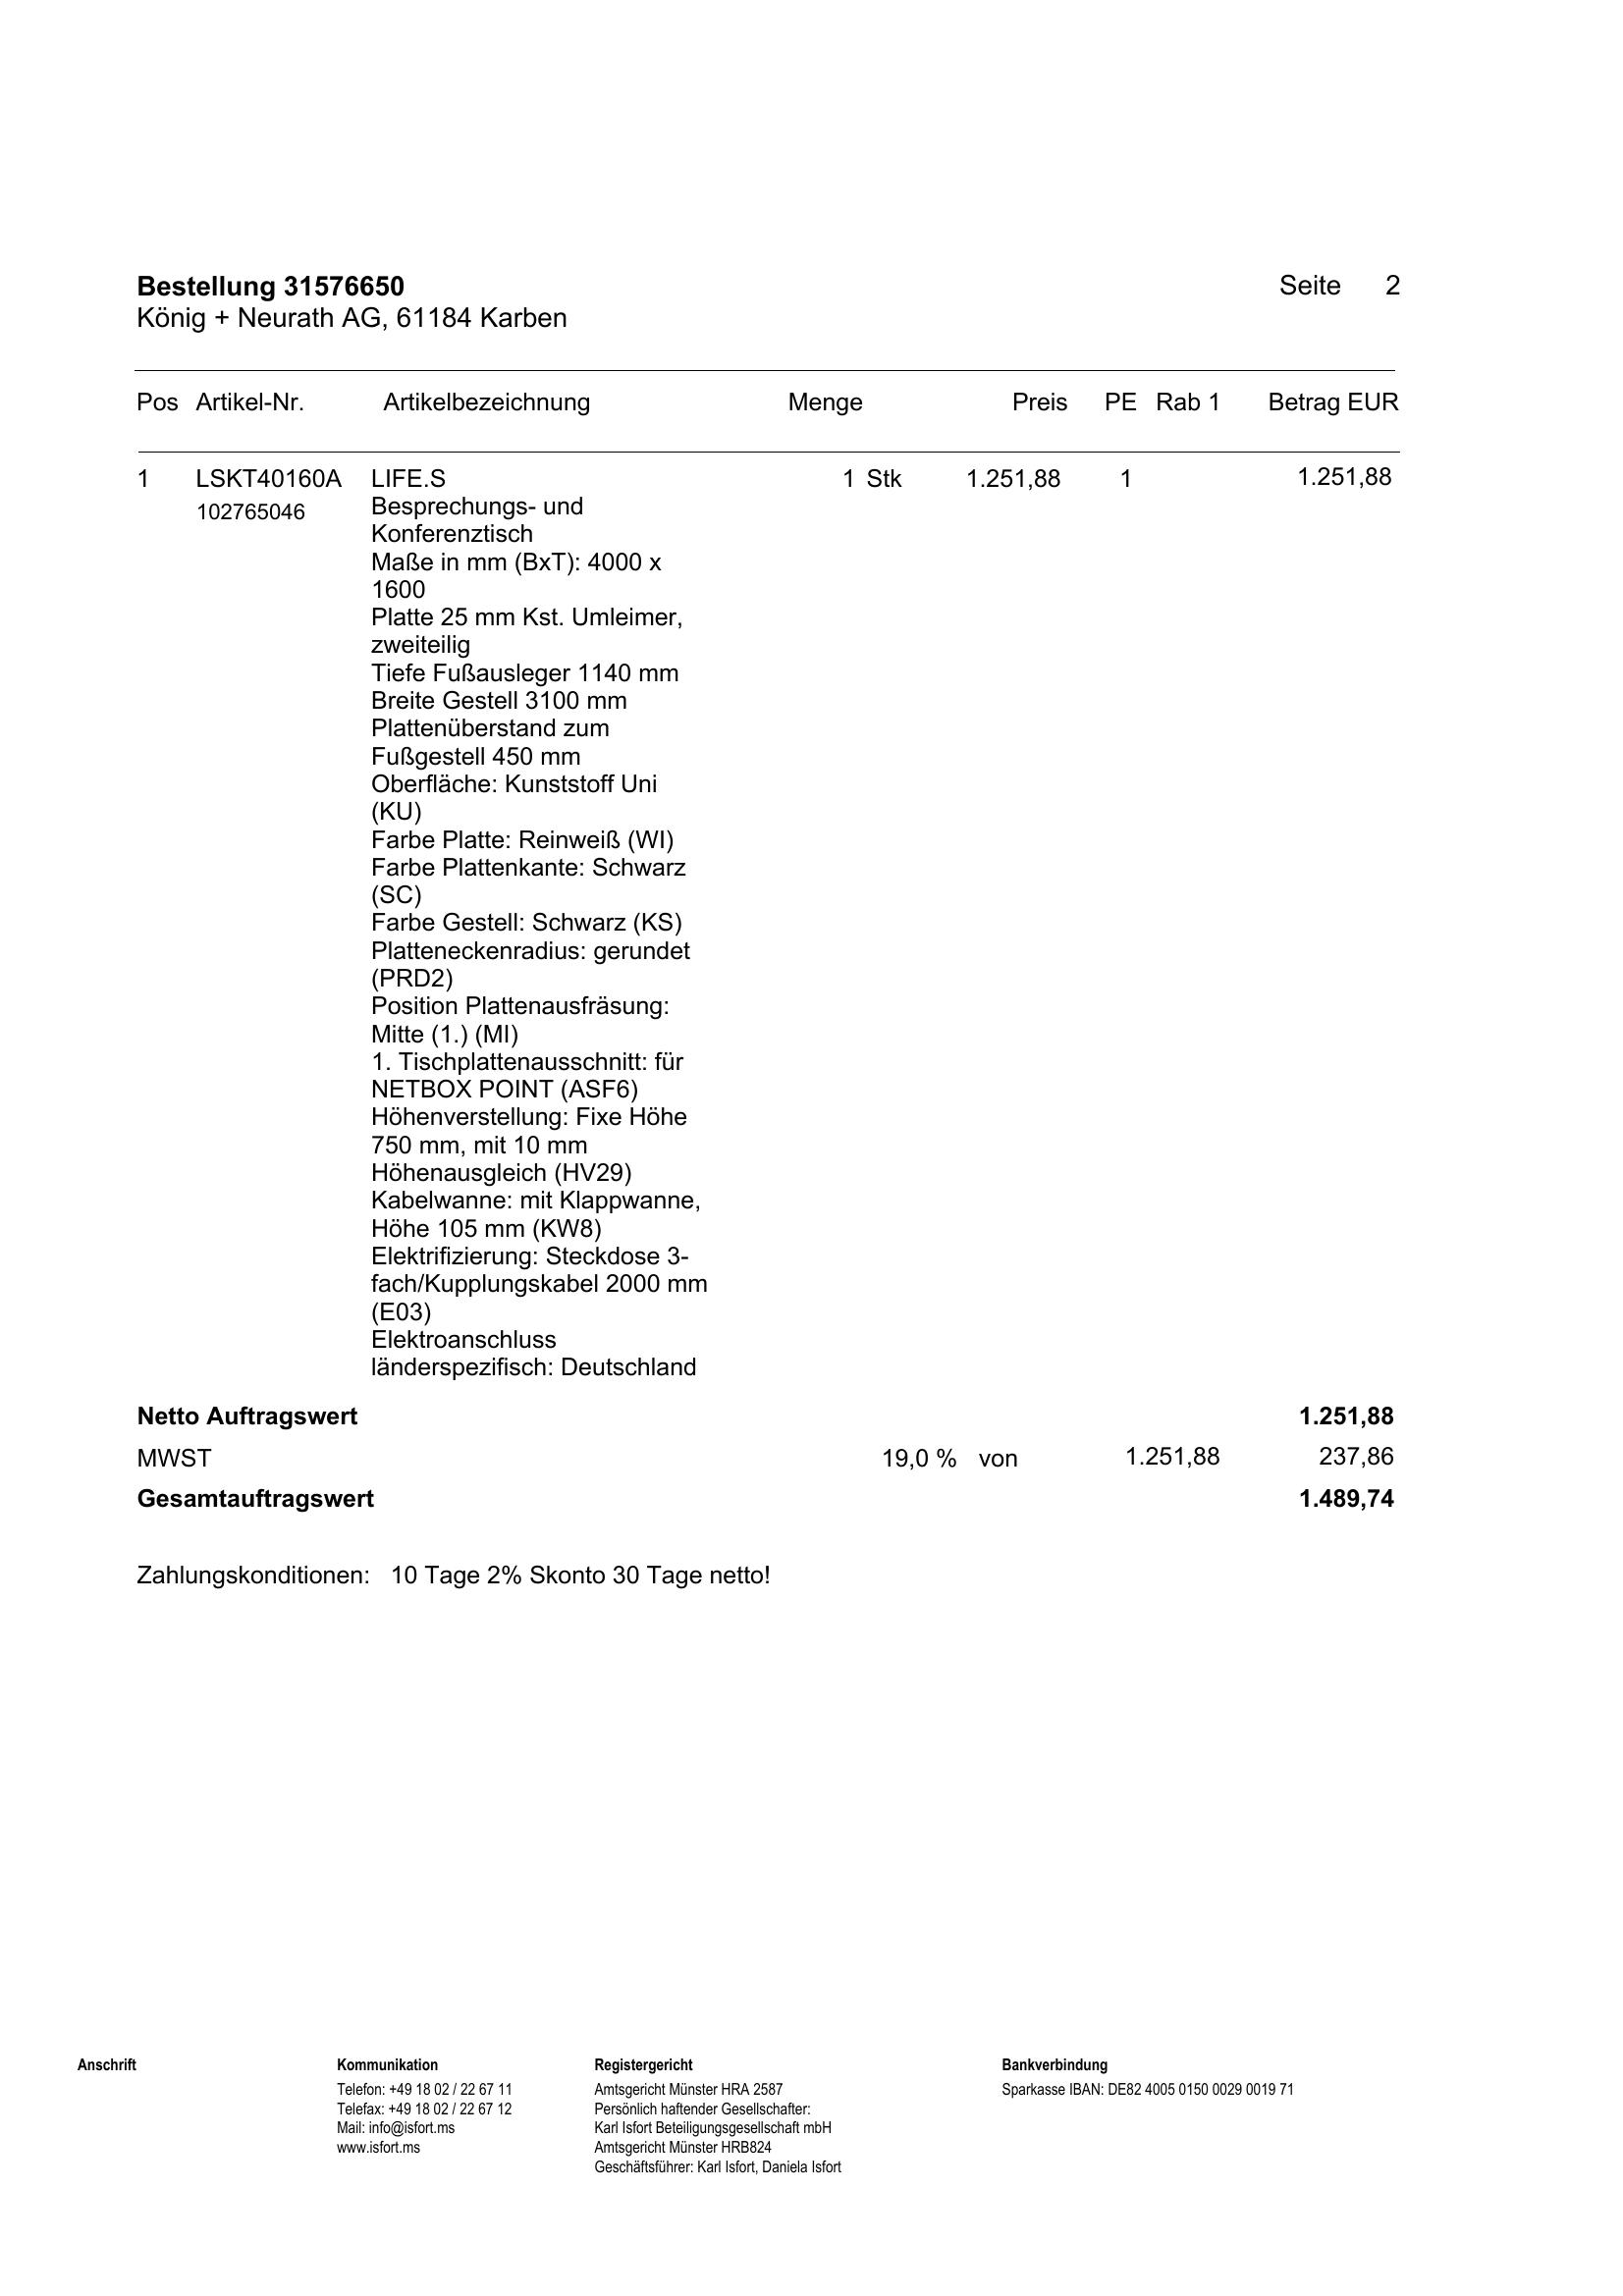 Bestellung 31576650 Seite 2
König + Neurath AG, 61184 Karben
Pos Artikel-Nr. Artikelbezeichnung Menge Preis PE Rab 1 Betrag EUR
1 LSKT40160A LIFE.S 1 Stk 1.251,88 1 1.251,88
102765046 Besprechungs- und
Konferenztisch
Maße in mm (BxT): 4000 x
1600
Platte 25 mm Kst. Umleimer,
zweiteilig
Tiefe Fußausleger 1140 mm
Breite Gestell 3100 mm
Plattenüberstand zum
Fußgestell 450 mm
Oberfläche: Kunststoff Uni
(KU)
Farbe Platte: Reinweiß (WI)
Farbe Plattenkante: Schwarz
(SC)
Farbe Gestell: Schwarz (KS)
Platteneckenradius: gerundet
(PRD2)
Position Plattenausfräsung:
Mitte (1.) (MI)
1. Tischplattenausschnitt: für
NETBOX POINT (ASF6)
Höhenverstellung: Fixe Höhe
750 mm, mit 10 mm
Höhenausgleich (HV29)
Kabelwanne: mit Klappwanne,
Höhe 105 mm (KW8)
Elektrifizierung: Steckdose 3-
fach/Kupplungskabel 2000 mm
(E03)
Elektroanschluss
länderspezifisch: Deutschland
Netto Auftragswert 1.251,88
MWST 19,0 % von 1.251,88 237,86
Gesamtauftragswert 1.489,74
Zahlungskonditionen: 10 Tage 2% Skonto 30 Tage netto!
Anschrift Kommunikation Registergericht Bankverbindung
Telefon: +49 18 02 / 22 67 11 Amtsgericht Münster HRA 2587 Sparkasse IBAN: DE82 4005 0150 0029 0019 71
Telefax: +49 18 02 / 22 67 12 Persönlich haftender Gesellschafter:
Mail: info@isfort.ms Karl Isfort Beteiligungsgesellschaft mbH
www.isfort.ms Amtsgericht Münster HRB824
Geschäftsführer: Karl Isfort, Daniela Isfort